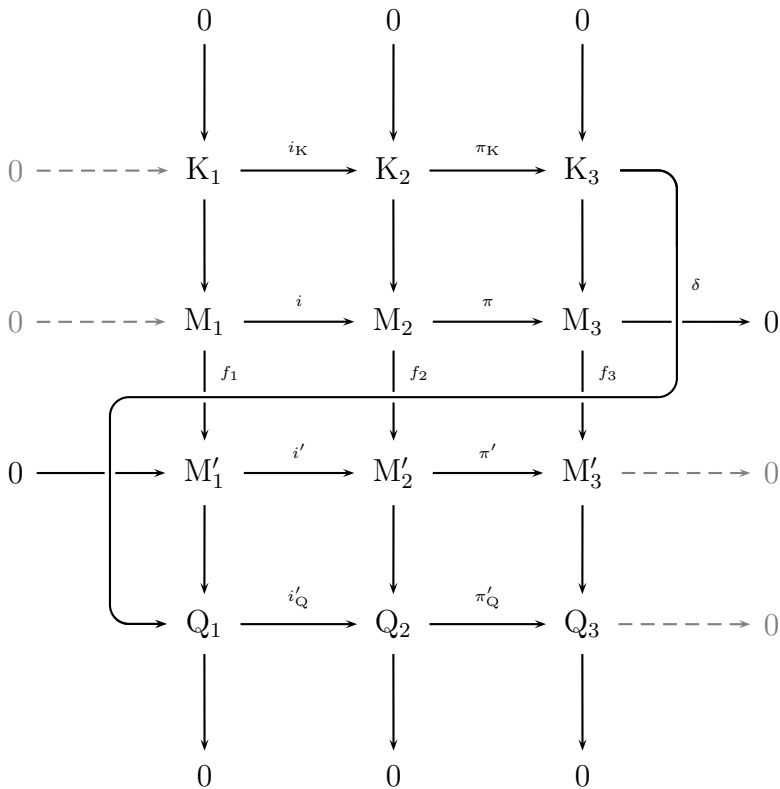 0 0 0
i_K π_K
0 K₁ K₂ K₃
i π δ
0 M₁ M₂ M₃ 0
f₁ f₂ f₃
i′ π′
0 M′₁ M′₂ M′₃ 0
i′_Q π′_Q
Q₁ Q₂ Q₃ 0
0 0 0